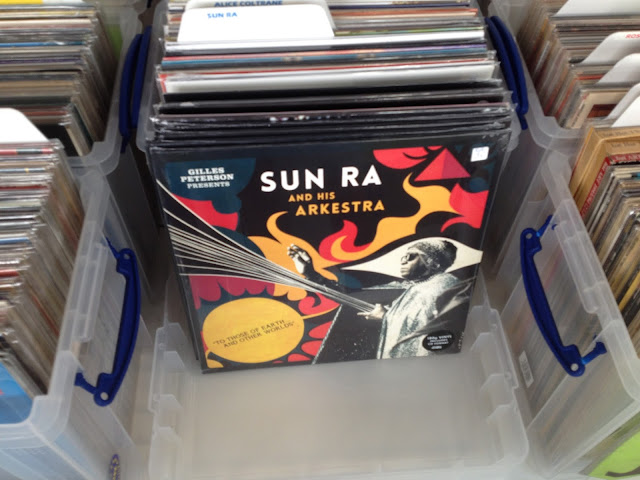 ALICE COLTRANE
SUN RA
GILLES
PETERSON
PRESENTS
SUN RA
AND HIS
ARKESTRA
"TO THOSE OF EARTH
AND OTHER WORLDS"